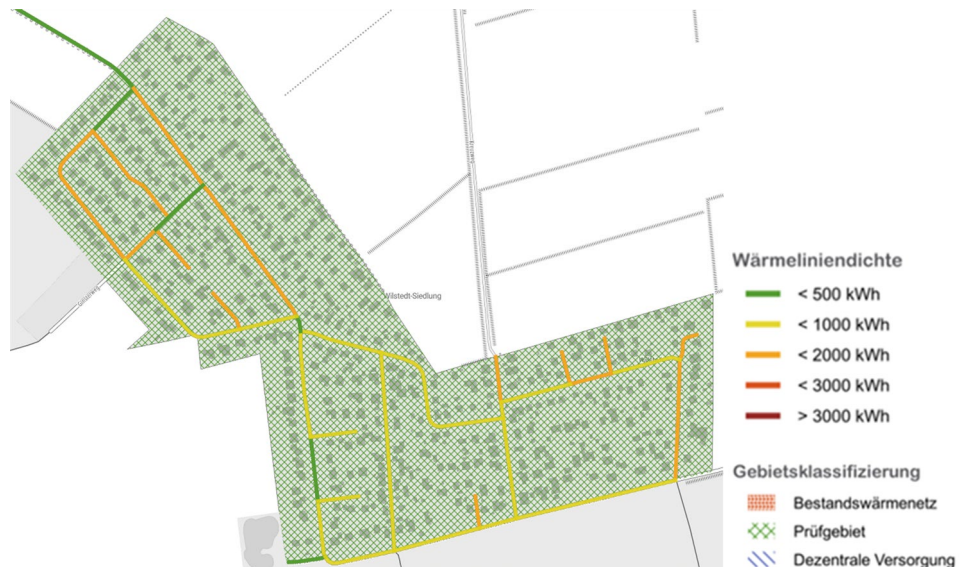 Wilstedt-Siedlung
Wärmeliniendichte
< 500 kWh
< 1000 kWh
< 2000 kWh
< 3000 kWh
> 3000 kWh
Gebietsklassifizierung
Bestandswärmenetz
Prüfgebiet
Dezentrale Versorgung